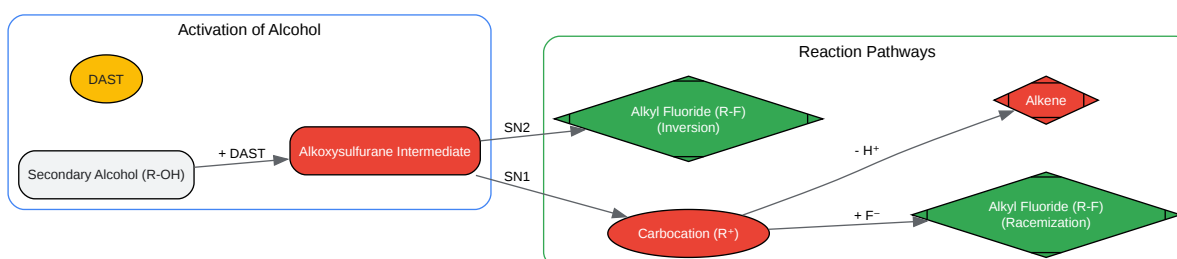 Activation of Alcohol
DAST
Secondary Alcohol (R-OH)
+ DAST
Alkoxysulfurane Intermediate
Reaction Pathways
SN2
SN1
Alkyl Fluoride (R-F)
(Inversion)
Carbocation (R⁺)
- H⁺
+ F⁻
Alkene
Alkyl Fluoride (R-F)
(Racemization)